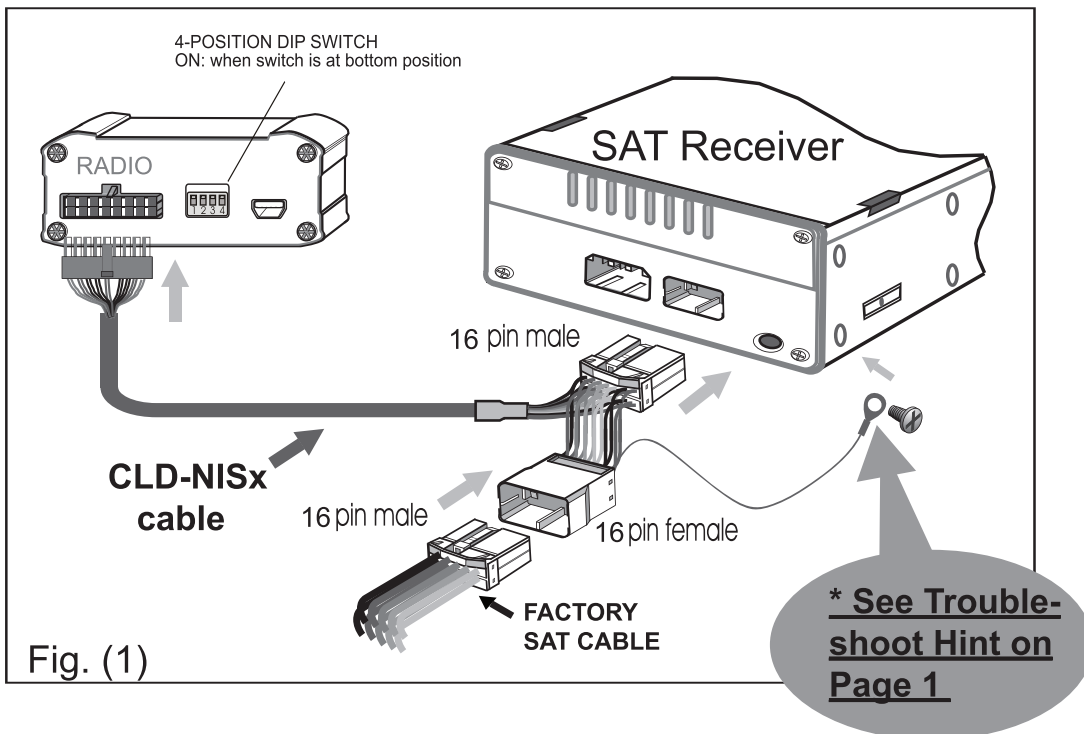 4-POSITION DIP SWITCH
ON: when switch is at bottom position
RADIO
1 2 3 4
SAT Receiver
16 pin male
CLD-NISx
cable
16 pin male
16 pin female
FACTORY
SAT CABLE
* See Trouble-
shoot Hint on
Page 1
Fig. (1)